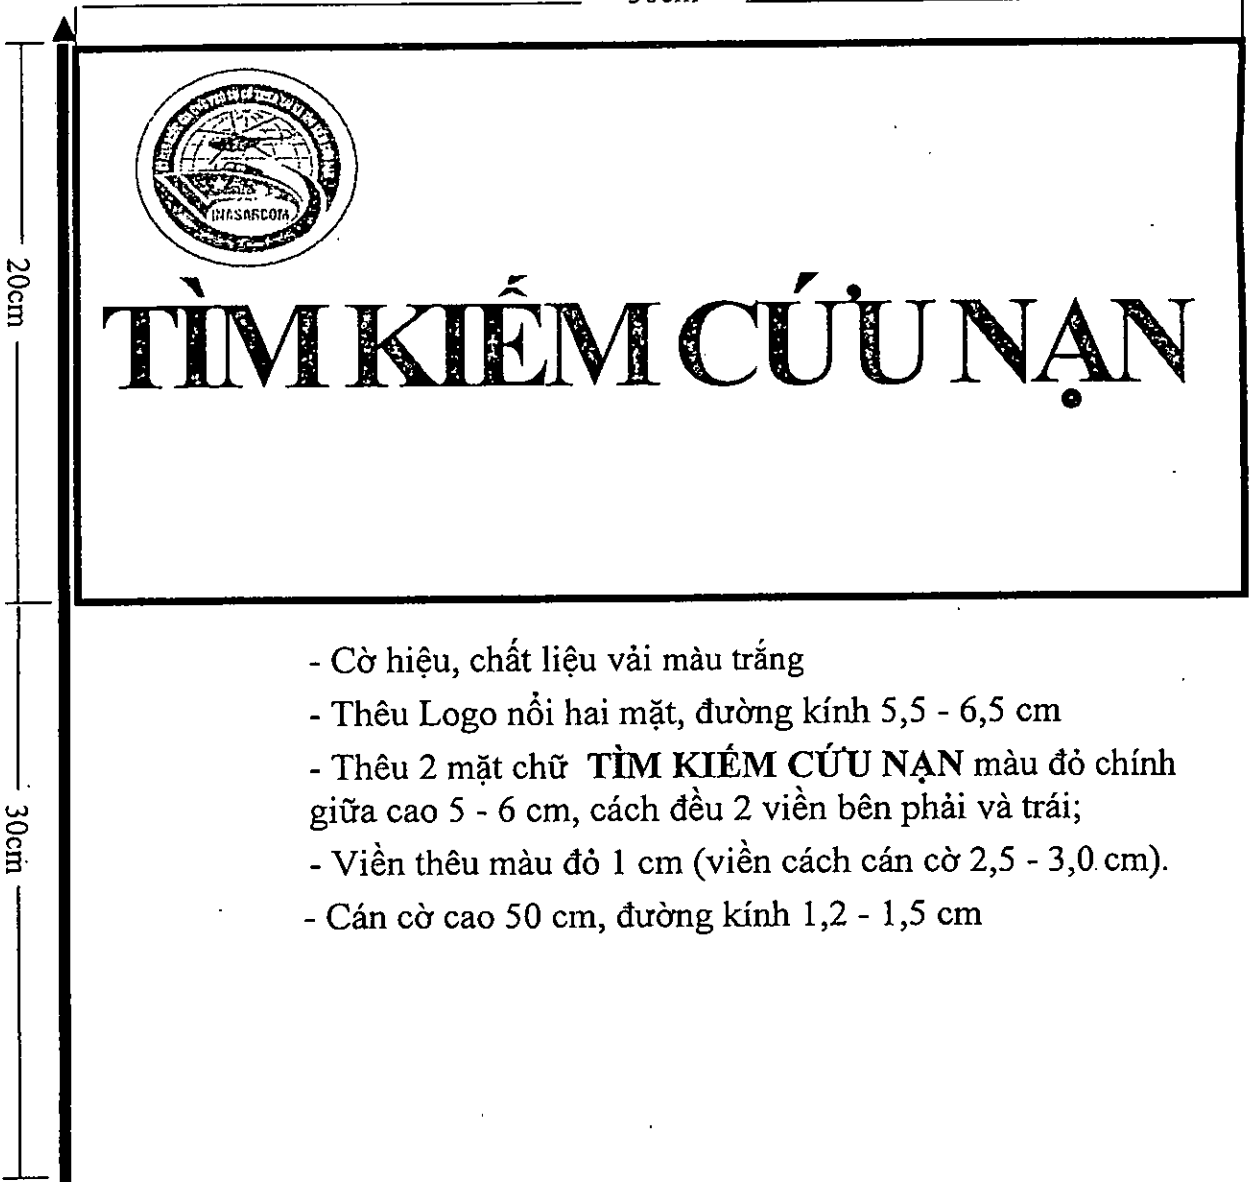 INASARCOM
20cm
TÌM KIẾM CỨU NẠN
- Cờ hiệu, chất liệu vải màu trắng
- Thêu Logo nổi hai mặt, đường kính 5,5 - 6,5 cm
- Thêu 2 mặt chữ TÌM KIẾM CỨU NẠN màu đỏ chính
giữa cao 5 - 6 cm, cách đều 2 viền bên phải và trái;
30cm
- Viền thêu màu đỏ 1 cm (viền cách cán cờ 2,5 - 3,0 cm).
- Cán cờ cao 50 cm, đường kính 1,2 - 1,5 cm